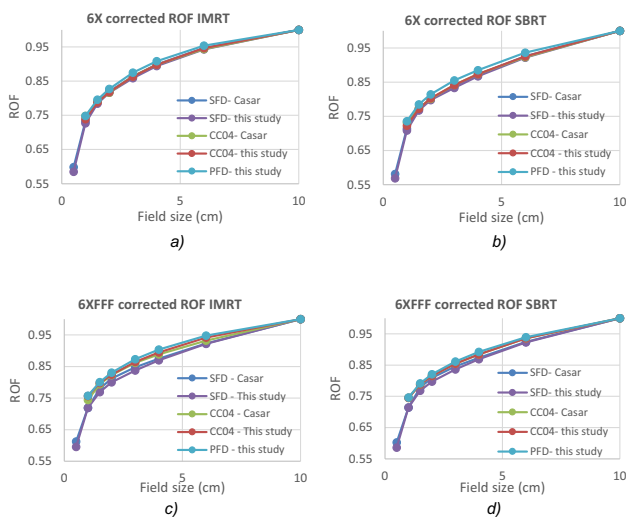 6X corrected ROF IMRT
0.95
0.85
0.75
0.65
0.55
ROF
SFD- Casar
SFD - this study
CC04- Casar
CC04- this study
PFD- this study
0
5
10
Field size (cm)
a)
6X corrected ROF SBRT
0.95
0.85
0.75
0.65
0.55
ROF
SFD- Casar
SFD - this study
CC04- Casar
CC04 - this study
PFD - this study
0
5
10
Field size (cm)
b)
6XFFF corrected ROF IMRT
0.95
0.85
0.75
0.65
0.55
ROF
SFD - Casar
SFD - This study
CC04 - Casar
CC04 - This study
PFD - this study
0
5
10
Field size (cm)
c)
6XFFF corrected ROF SBRT
0.95
0.85
0.75
0.65
0.55
ROF
SFD- Casar
SFD - this study
CC04- Casar
CC04 - this study
PFD - this study
0
5
10
Field size (cm)
d)